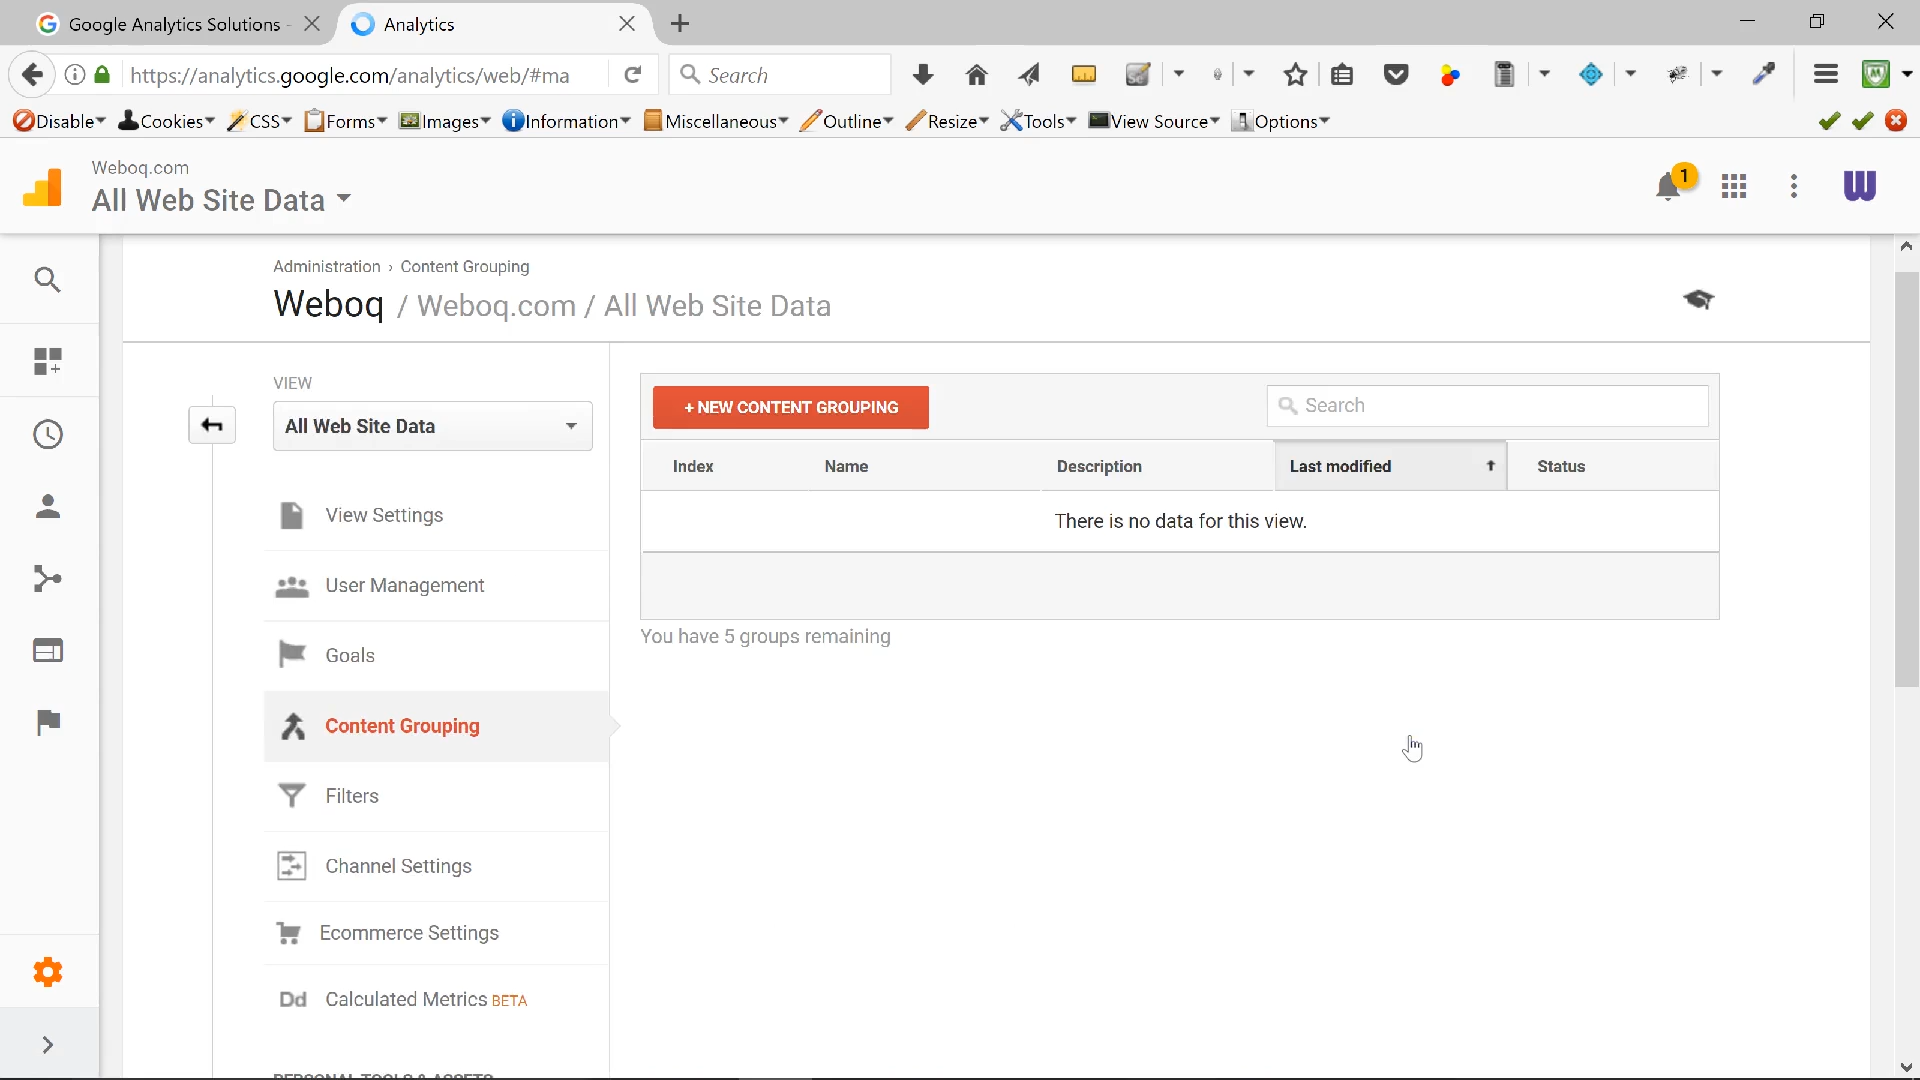 Google Analytics Solutions -
Analytics
https://analytics.google.com/analytics/web/#ma
Search
Disable
Cookies
CSS
Forms
Images
Information
Miscellaneous
Outline
Resize
Tools
View Source
Options
Weboq.com
All Web Site Data
1
Administration › Content Grouping
Weboq / Weboq.com / All Web Site Data
VIEW
All Web Site Data
View Settings
User Management
Goals
Content Grouping
Filters
Channel Settings
Ecommerce Settings
Dd Calculated Metrics BETA
PERSONAL TOOLS & ASSETS
+ NEW CONTENT GROUPING
Search
Index Name Description Last modified Status
There is no data for this view.
You have 5 groups remaining